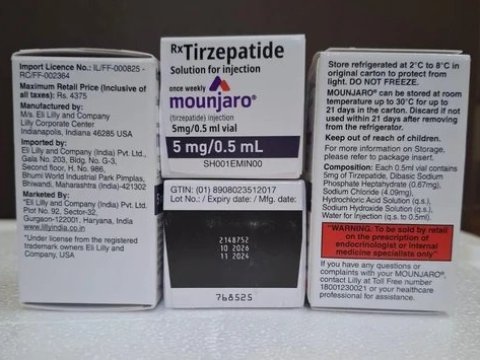 Import Licence No.: IL/FF-000825 -
RC/FF-002364
Maximum Retail Price (Inclusive of
all taxes): Rs. 4375
Manufactured by:
M/s. Eli Lilly and Company
Lilly Corporate Center
Indianapolis, Indiana 46285 USA
Imported by:
Eli Lilly and Company (India) Pvt. Ltd.,
Gala No. 203, Bldg. No. G-3,
Second Floor, H. No. 986,
Bhumi World Industrial Park Pimplas,
Bhiwandi, Maharashtra (India)-421302
Marketed by:
*Eli Lilly and Company (India) Pvt. Ltd.
Plot No. 92, Sector-32,
Gurgaon-122001, Haryana, India
www.lillyindia.co.in
*Under license from the registered
trademark owners Eli Lilly and Company,
USA
Rx Tirzepatide
Solution for injection
once weekly
mounjaro®
(tirzepatide) injection
5mg/0.5 ml vial
5 mg/0.5 mL
SH001EMIN00
GTIN: (01) 8908023512017
Lot No.: / Expiry date: / Mfg. date:
2148752
10 2026
11 2024
768525
Store refrigerated at 2°C to 8°C in
original carton to protect from
light. DO NOT FREEZE.
MOUNJARO® can be stored at room
temperature up to 30°C for up to
21 days in the carton. Discard if not
used within 21 days after removing
from the refrigerator.
Keep out of reach of children.
For more information on Storage,
please refer to package insert.
Composition: Each 0.5ml vial contains
5mg of Tirzepatide, Dibasic Sodium
Phosphate Heptahydrate (0.67mg),
Sodium Chloride (4.09mg),
Hydrochloric Acid Solution (q.s.),
Sodium Hydroxide Solution (q.s.),
Water for Injection (q.s. to 0.5ml).
"WARNING: To be sold by retail
on the prescription of
endocrinologist or internal
medicine specialists only"
If you have any questions or
complaints with your MOUNJARO®,
contact Lilly at Toll Free number
18001230021 or your healthcare
professional for assistance.